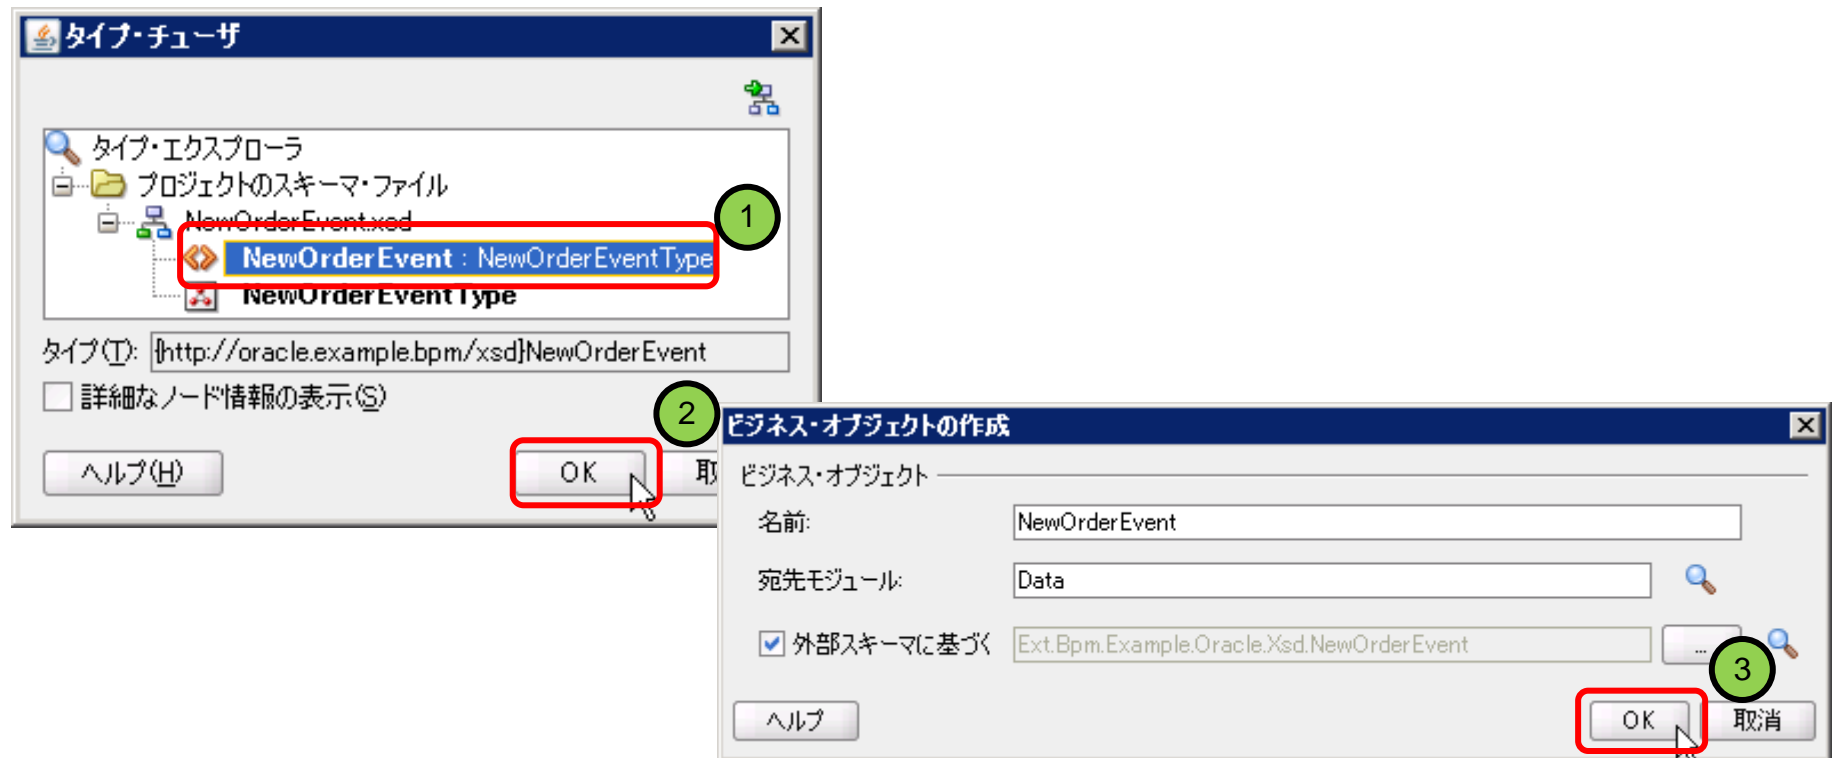 タイプ・チューザ
タイプ・エクスプローラ
プロジェクトのスキーマ・ファイル
NewOrderEvent.xsd
1
NewOrderEvent : NewOrderEventType
NewOrderEventType
タイプ(T): {http://oracle.example.bpm/xsd}NewOrderEvent
詳細なノード情報の表示(S)
2
ヘルプ(H) OK 取
ビジネス・オブジェクトの作成
ビジネス・オブジェクト
名前: NewOrderEvent
宛先モジュール: Data
外部スキーマに基づく Ext.Bpm.Example.Oracle.Xsd.NewOrderEvent ...
3
ヘルプ OK 取消